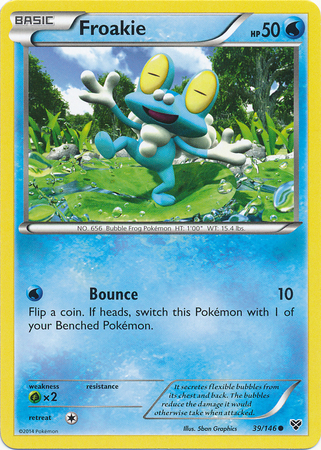 BASIC
Froakie
HP 50
NO. 656 Bubble Frog Pokémon HT: 1'00" WT: 15.4 lbs.
Bounce 10
Flip a coin. If heads, switch this Pokémon with 1 of
your Benched Pokémon.
weakness
×2
resistance
retreat
It secretes flexible bubbles from
its chest and back. The bubbles
reduce the damage it would
otherwise take when attacked.
©2014 Pokémon
Illus. 5ban Graphics
39/146